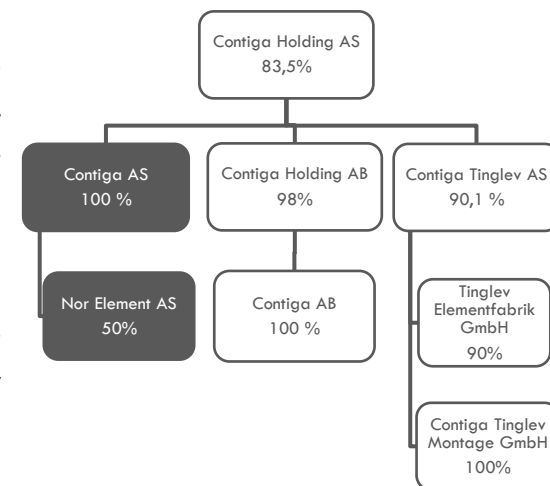 Contiga Holding AS
83,5%
Contiga AS
100 %
Contiga Holding AB
98%
Contiga Tinglev AS
90,1 %
Nor Element AS
50%
Contiga AB
100 %
Tinglev
Elementfabrik
GmbH
90%
Contiga Tinglev
Montage GmbH
100%